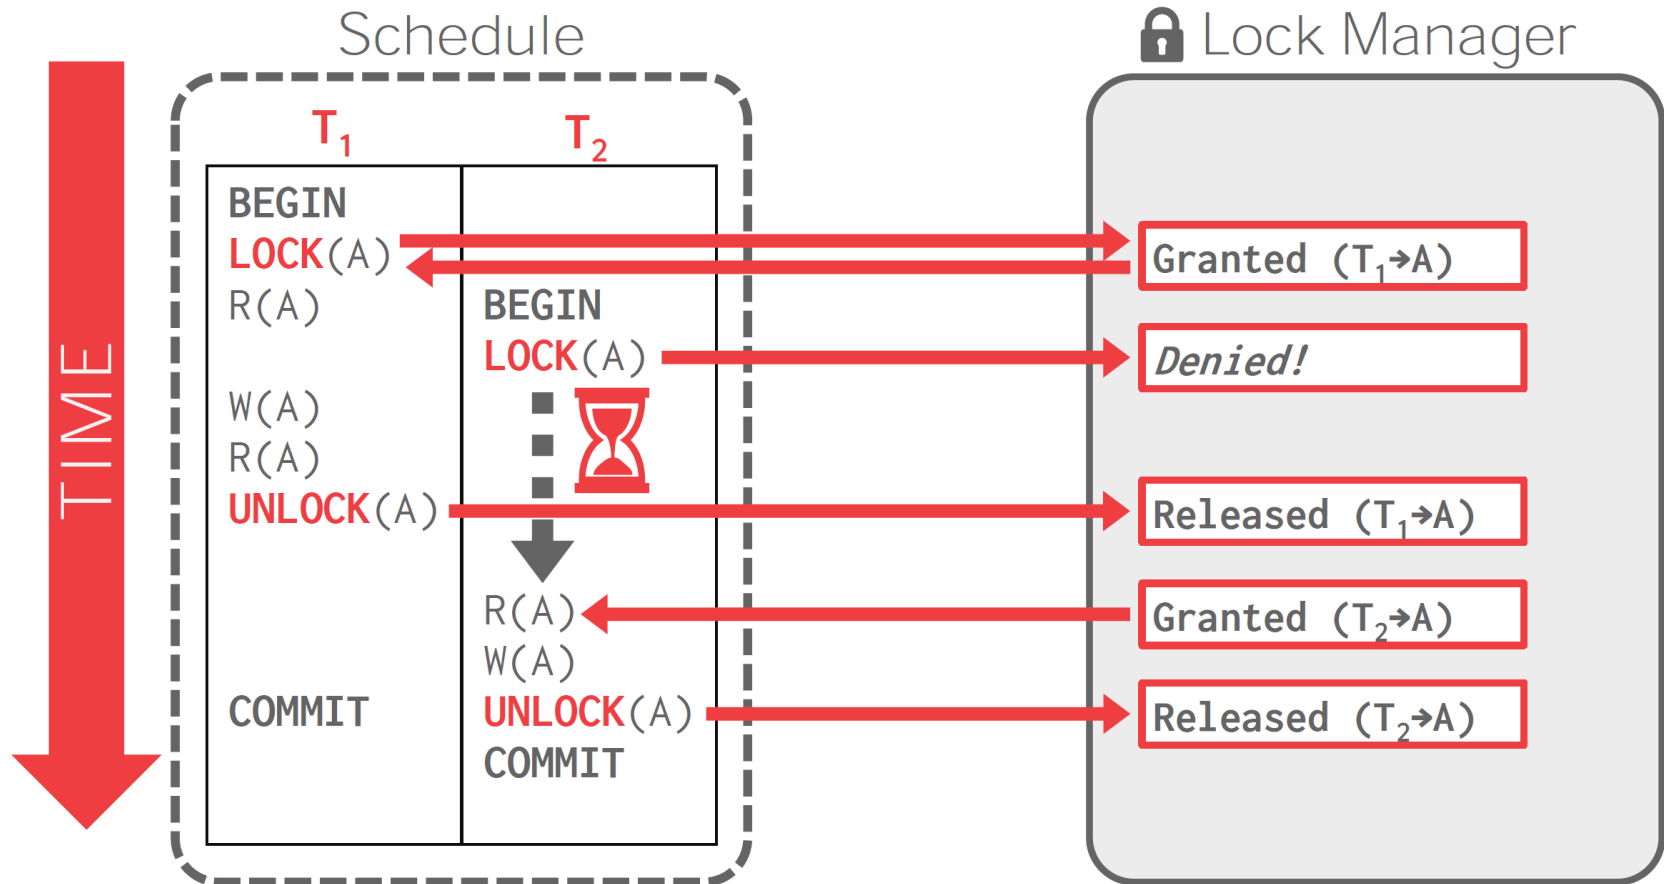 Schedule
Lock Manager
TIME
T₁
T₂
BEGIN
LOCK(A)
Granted (T₁→A)
R(A)
BEGIN
LOCK(A)
Denied!
W(A)
R(A)
UNLOCK(A)
Released (T₁→A)
R(A)
Granted (T₂→A)
W(A)
COMMIT
UNLOCK(A)
Released (T₂→A)
COMMIT